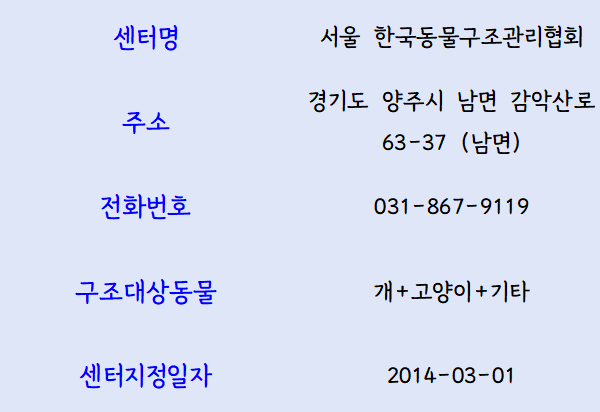 센터명 서울 한국동물구조관리협회
주소 경기도 양주시 남면 감악산로
63-37 (남면)
전화번호 031-867-9119
구조대상동물 개+고양이+기타
센터지정일자 2014-03-01